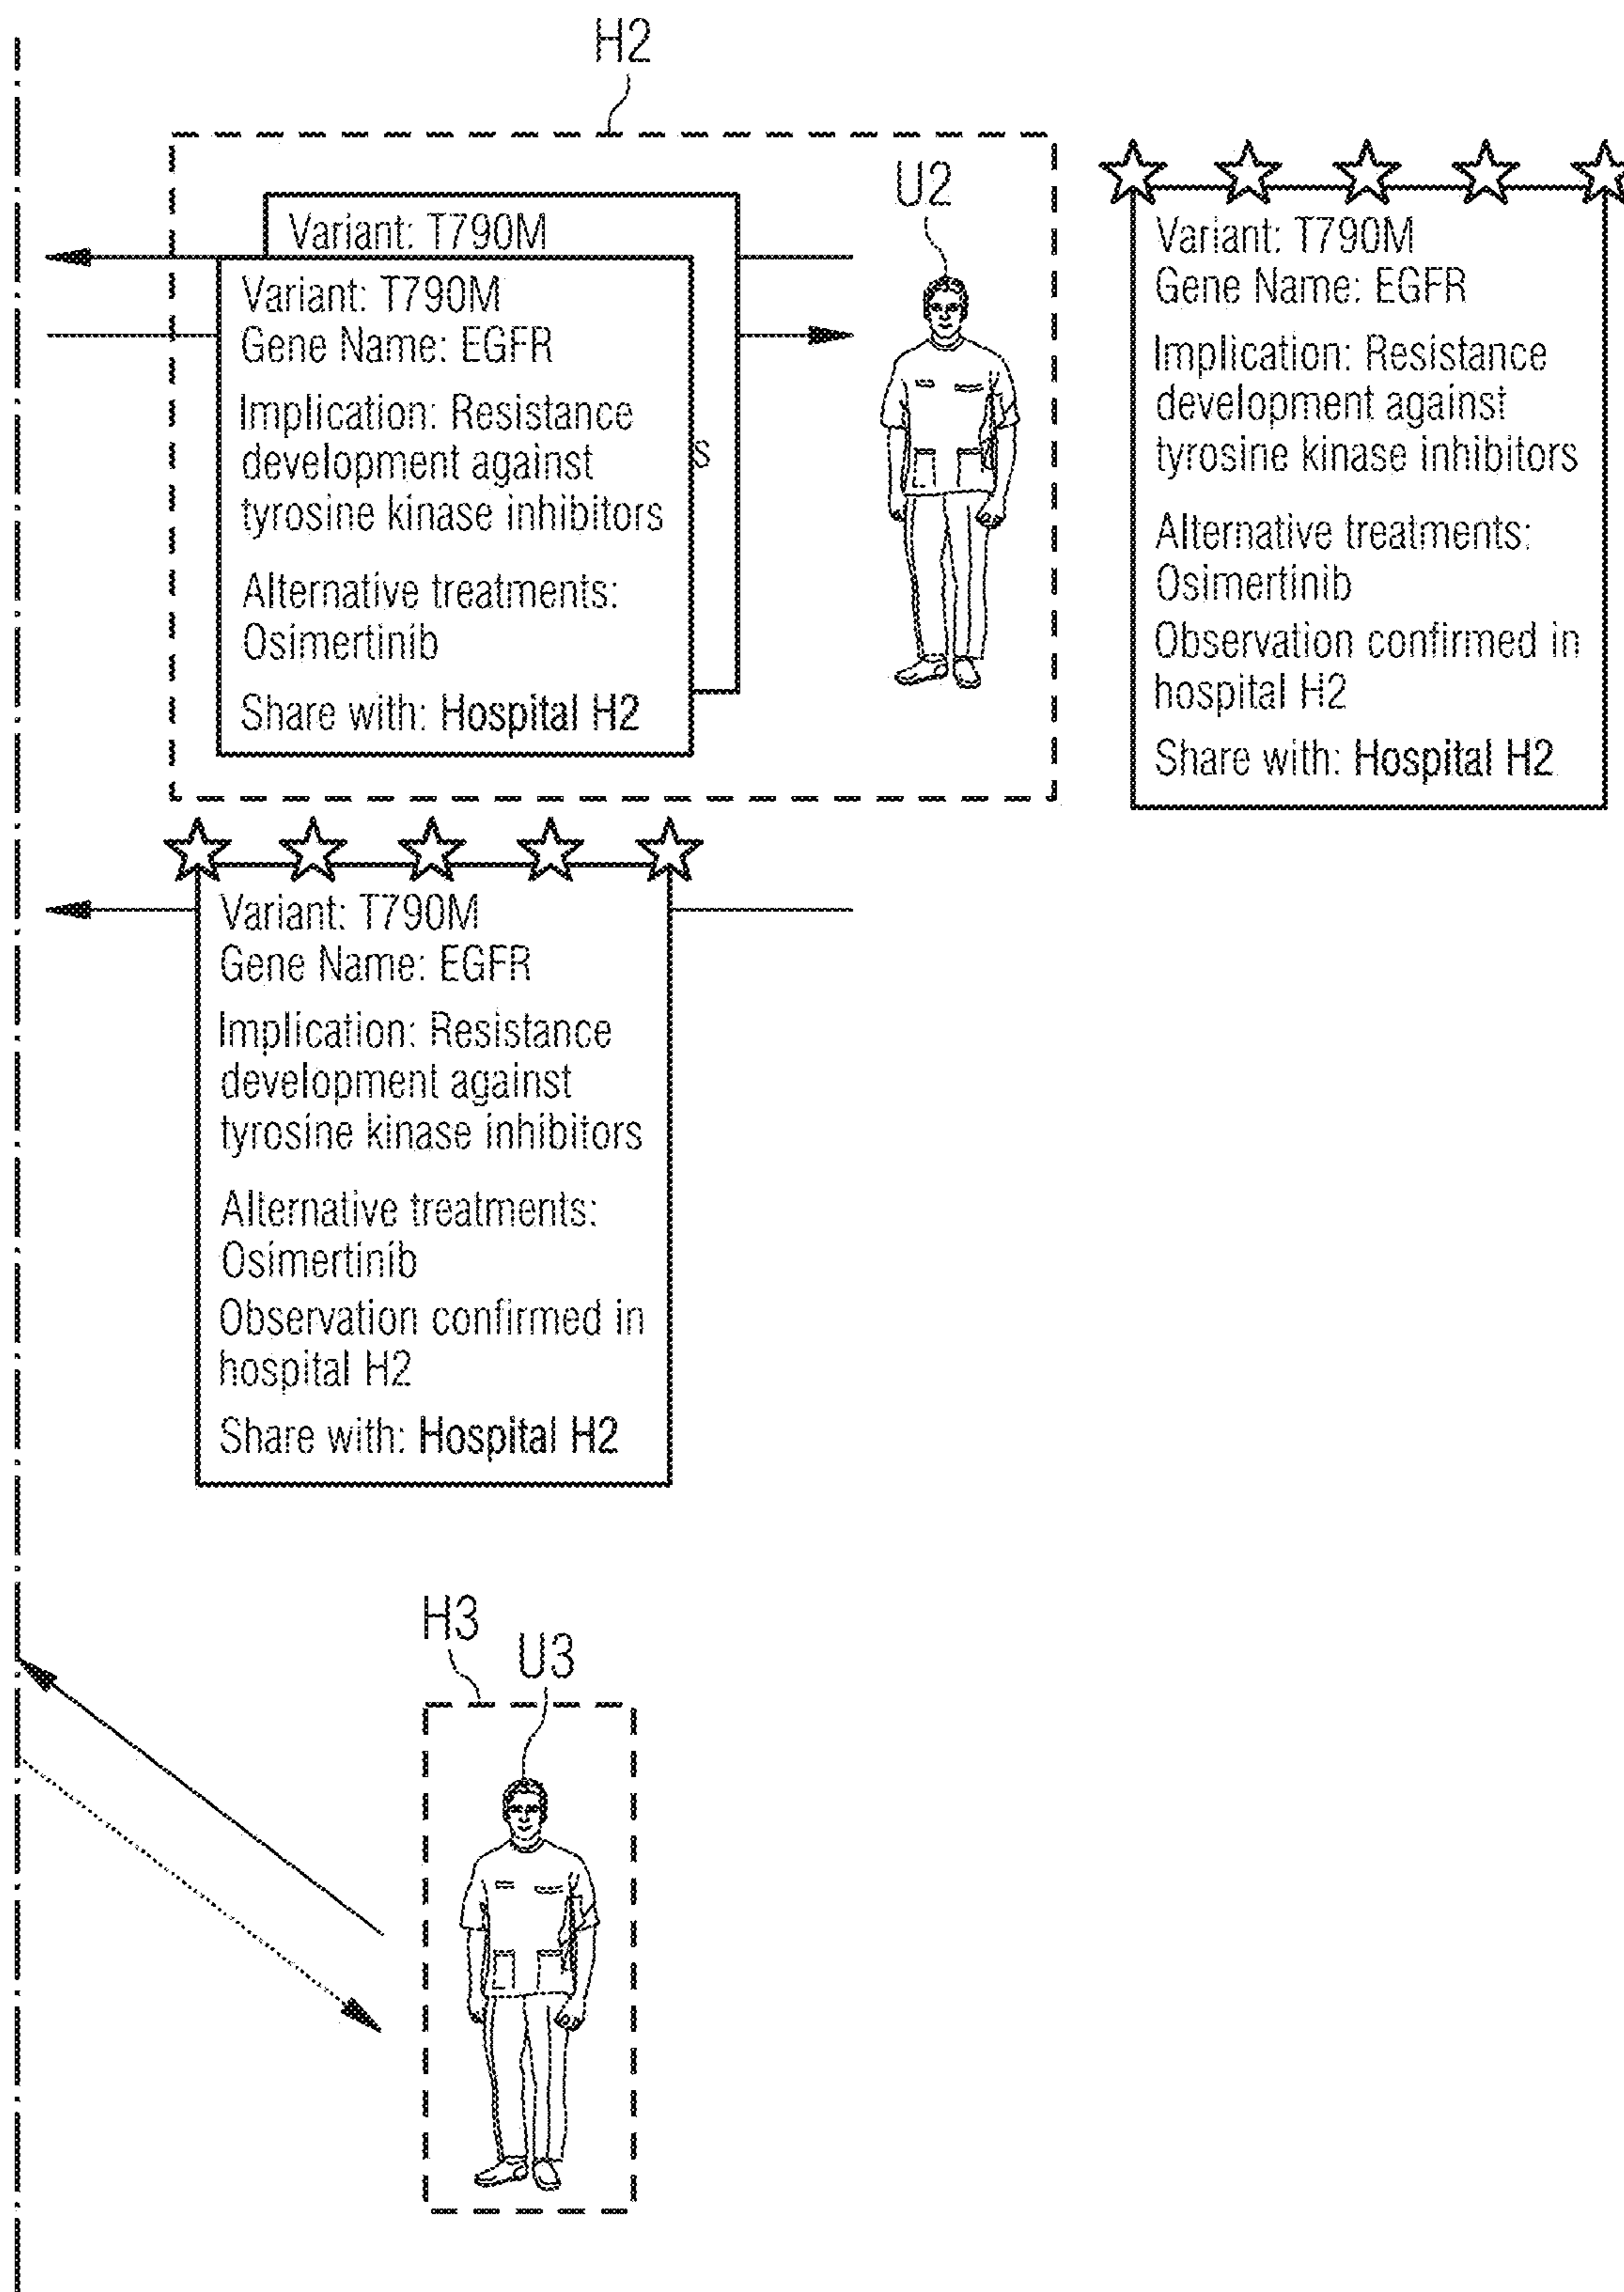 H2
U2
Variant: T790M
Variant: T790M
Gene Name: EGFR
Implication: Resistance
development against
tyrosine kinase inhibitors
s
Alternative treatments:
Osimertinib
Share with: Hospital H2
Variant: T790M
Gene Name: EGFR
Implication: Resistance
development against
tyrosine kinase inhibitors
Alternative treatments:
Osimertinib
Observation confirmed in
hospital H2
Share with: Hospital H2
Variant: T790M
Gene Name: EGFR
Implication: Resistance
development against
tyrosine kinase inhibitors
Alternative treatments:
Osimertinib
Observation confirmed in
hospital H2
Share with: Hospital H2
H3
U3